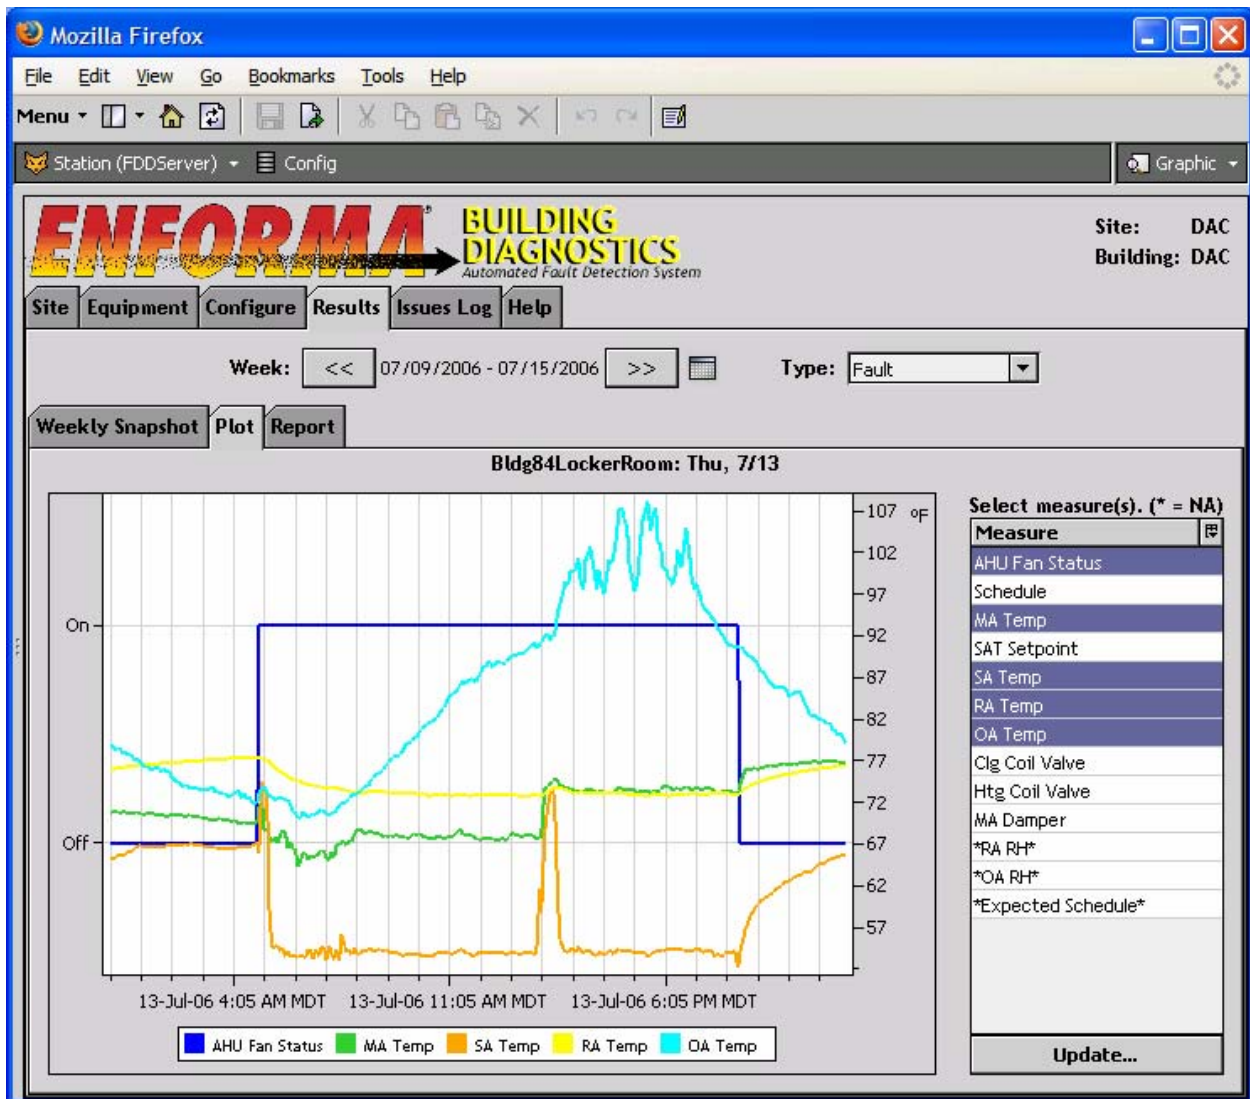 Mozilla Firefox
File Edit View Go Bookmarks Tools Help
Menu
Station (FDDServer) Config Graphic
ENFORMA® BUILDING DIAGNOSTICS
Automated Fault Detection System
Site: DAC
Building: DAC
Site Equipment Configure Results Issues Log Help
Week: << 07/09/2006 - 07/15/2006 >> Type: Fault
Weekly Snapshot Plot Report
Bldg84LockerRoom: Thu, 7/13
On
Off
107 °F
102
97
92
87
82
77
72
67
62
57
13-Jul-06 4:05 AM MDT 13-Jul-06 11:05 AM MDT 13-Jul-06 6:05 PM MDT
AHU Fan Status MA Temp SA Temp RA Temp OA Temp
Select measure(s). (* = NA)
Measure
AHU Fan Status
Schedule
MA Temp
SAT Setpoint
SA Temp
RA Temp
OA Temp
Clg Coil Valve
Htg Coil Valve
MA Damper
*RA RH*
*OA RH*
*Expected Schedule*
Update...